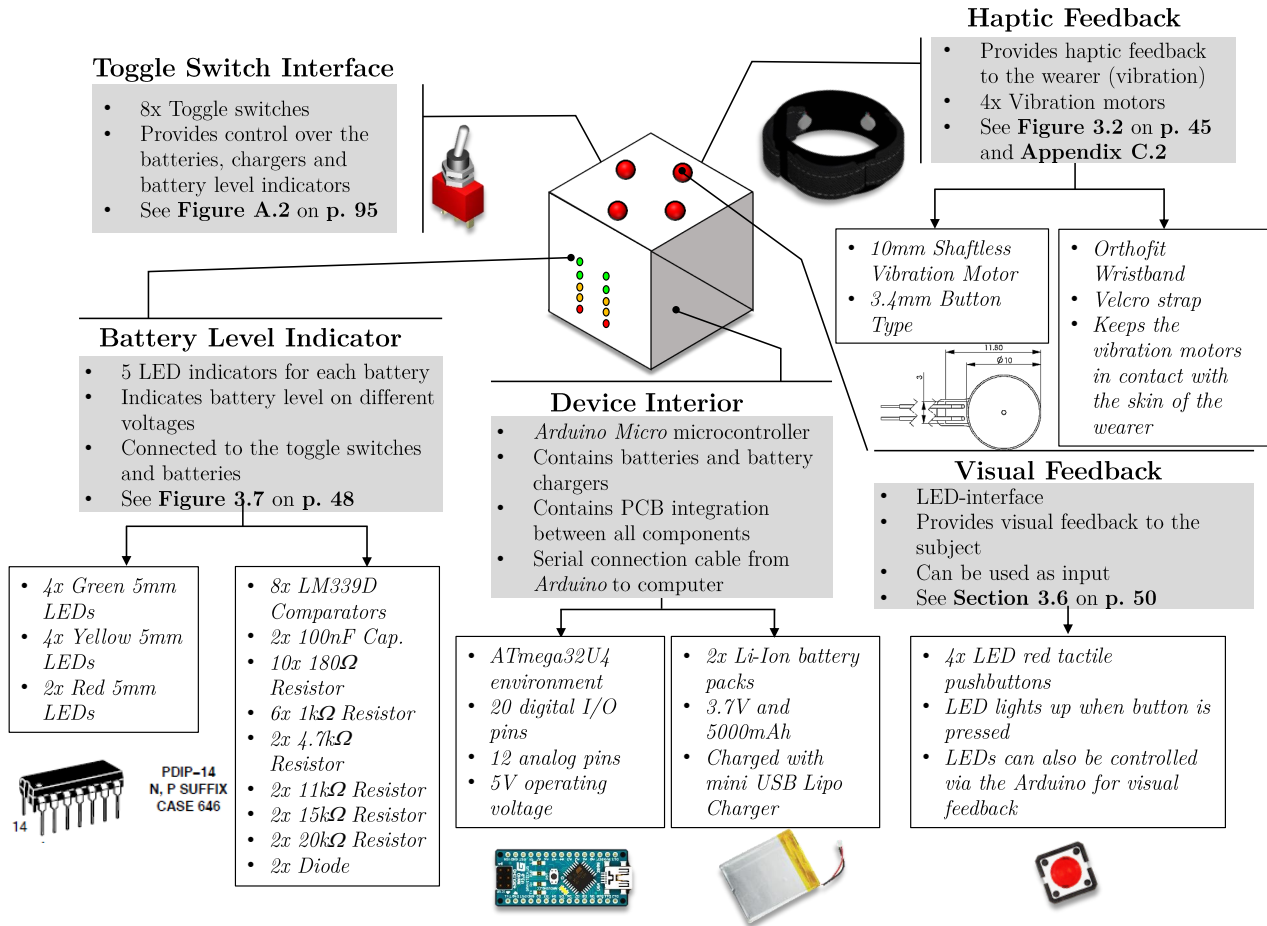 Toggle Switch Interface
• 8x Toggle switches
• Provides control over the
batteries, chargers and
battery level indicators
• See Figure A.2 on p. 95
Haptic Feedback
• Provides haptic feedback
to the wearer (vibration)
• 4x Vibration motors
• See Figure 3.2 on p. 45
and Appendix C.2
• 10mm Shaftless
Vibration Motor
• 3.4mm Button
Type
• Orthofit
Wristband
• Velcro strap
• Keeps the
vibration motors
in contact with
the skin of the
wearer
11.80
Ø10
3
Battery Level Indicator
• 5 LED indicators for each battery
• Indicates battery level on different
voltages
• Connected to the toggle switches
and batteries
• See Figure 3.7 on p. 48
• 4x Green 5mm
LEDs
• 4x Yellow 5mm
LEDs
• 2x Red 5mm
LEDs
• 8x LM339D
Comparators
• 2x 100nF Cap.
• 10x 180Ω
Resistor
• 6x 1kΩ Resistor
• 2x 4.7kΩ
Resistor
• 2x 11kΩ Resistor
• 2x 15kΩ Resistor
• 2x 20kΩ Resistor
• 2x Diode
PDIP–14
N, P SUFFIX
CASE 646
14
Device Interior
• Arduino Micro microcontroller
• Contains batteries and battery
chargers
• Contains PCB integration
between all components
• Serial connection cable from
Arduino to computer
• ATmega32U4
environment
• 20 digital I/O
pins
• 12 analog pins
• 5V operating
voltage
• 2x Li-Ion battery
packs
• 3.7V and
5000mAh
• Charged with
mini USB Lipo
Charger
Visual Feedback
• LED-interface
• Provides visual feedback to the
subject
• Can be used as input
• See Section 3.6 on p. 50
• 4x LED red tactile
pushbuttons
• LED lights up when button is
pressed
• LEDs can also be controlled
via the Arduino for visual
feedback